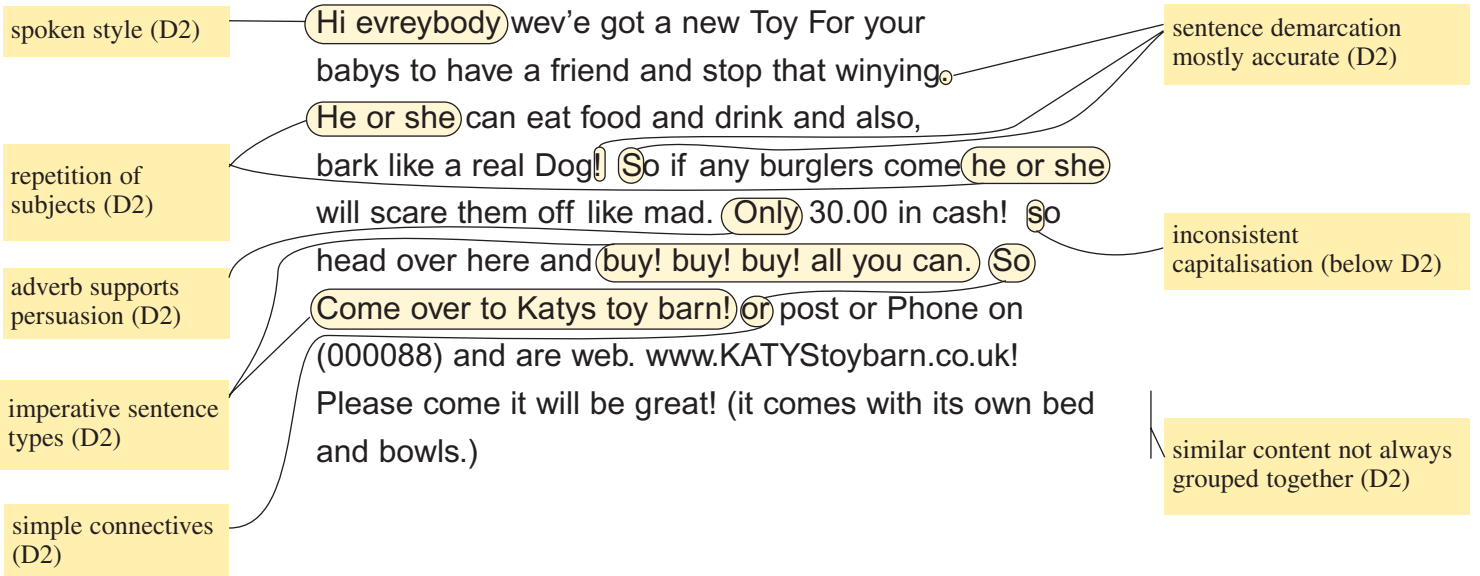 spoken style (D2)
repetition of
subjects (D2)
adverb supports
persuasion (D2)
imperative sentence
types (D2)
simple connectives
(D2)
Hi evreybody wev'e got a new Toy For your
babys to have a friend and stop that winying.
He or she can eat food and drink and also,
bark like a real Dog! So if any burglers come he or she
will scare them off like mad. Only 30.00 in cash! so
head over here and buy! buy! buy! all you can. So
Come over to Katys toy barn! or post or Phone on
(000088) and are web. www.KATYStoybarn.co.uk!
Please come it will be great! (it comes with its own bed
and bowls.)
sentence demarcation
mostly accurate (D2)
inconsistent
capitalisation (below D2)
similar content not always
grouped together (D2)